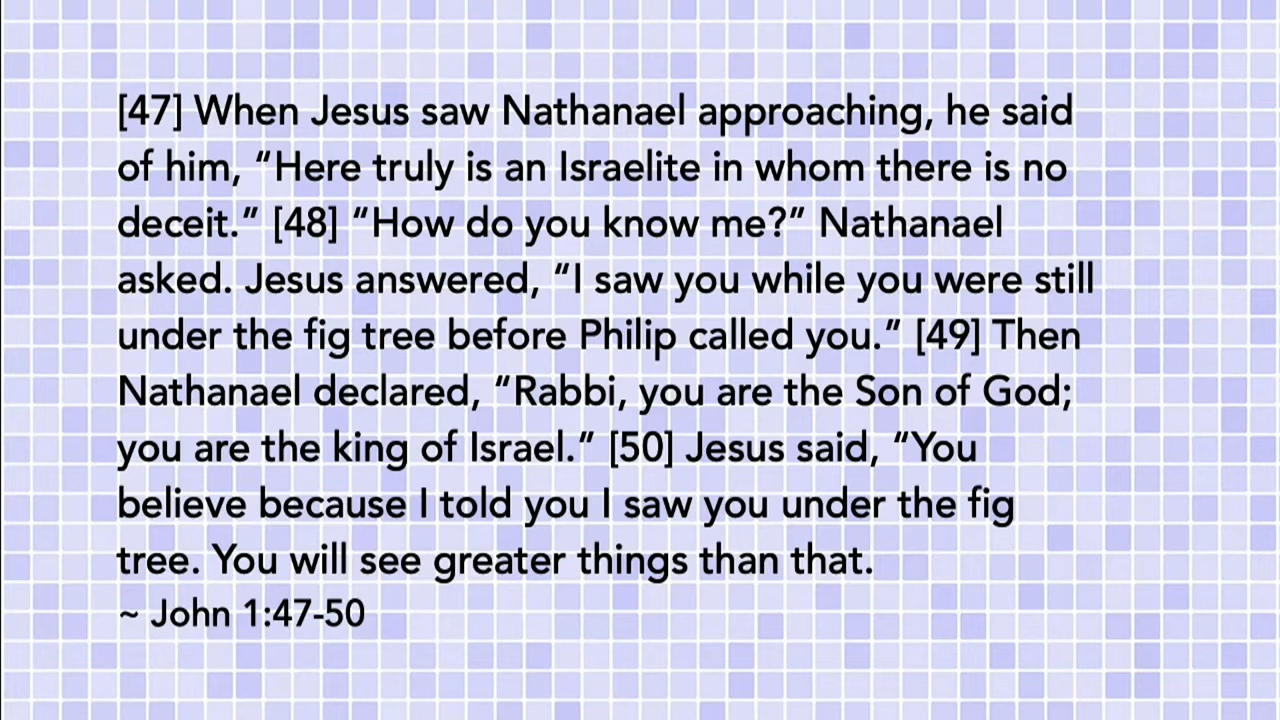 [47] When Jesus saw Nathanael approaching, he said
of him, “Here truly is an Israelite in whom there is no
deceit.” [48] “How do you know me?” Nathanael
asked. Jesus answered, “I saw you while you were still
under the fig tree before Philip called you.” [49] Then
Nathanael declared, “Rabbi, you are the Son of God;
you are the king of Israel.” [50] Jesus said, “You
believe because I told you I saw you under the fig
tree. You will see greater things than that.
~ John 1:47-50